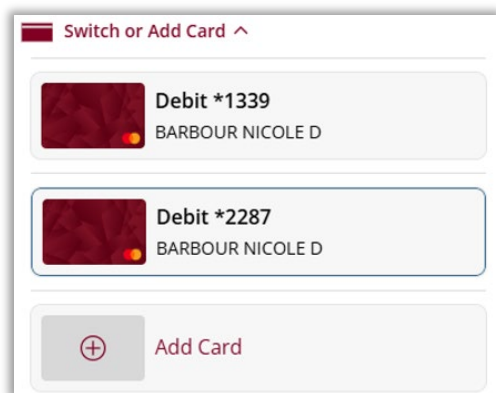 Switch or Add Card
Debit *1339
BARBOUR NICOLE D
Debit *2287
BARBOUR NICOLE D
Add Card